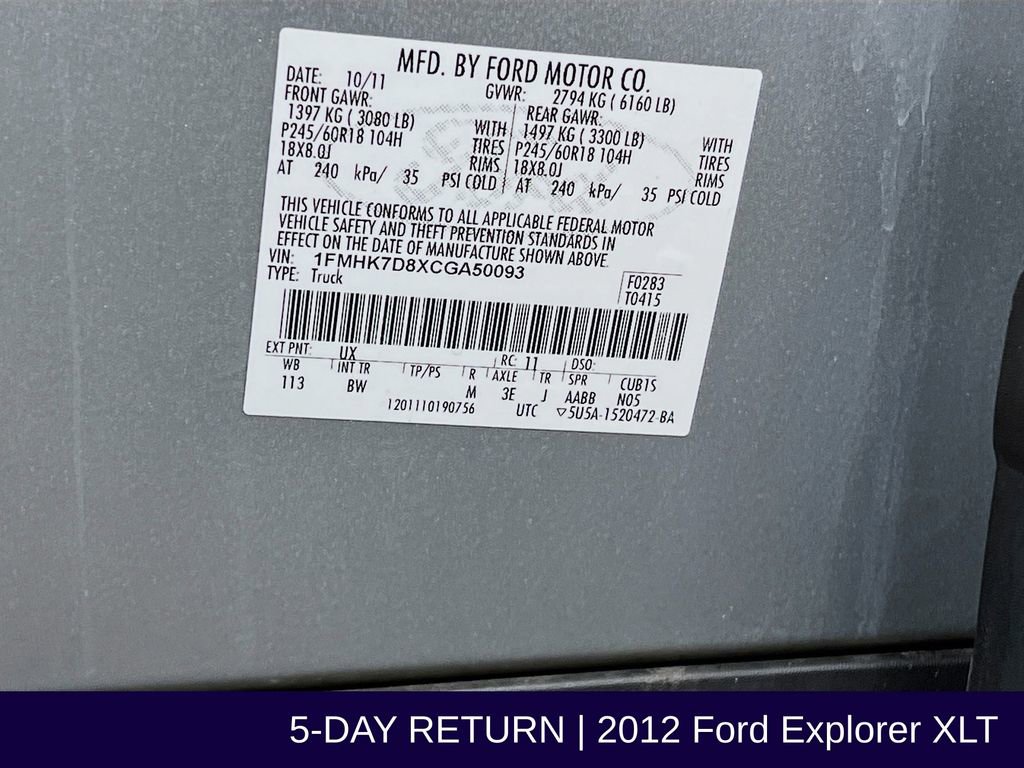 MFD. BY FORD MOTOR CO.
DATE: 10/11 GVWR: 2794 KG ( 6160 LB)
FRONT GAWR: REAR GAWR:
1397 KG ( 3080 LB) WITH 1497 KG ( 3300 LB) WITH
P245/60R18 104H TIRES P245/60R18 104H TIRES
18X8.0J RIMS 18X8.0J RIMS
AT 240 kPa/ 35 PSI COLD AT 240 kPa/ 35 PSI COLD
THIS VEHICLE CONFORMS TO ALL APPLICABLE FEDERAL MOTOR
VEHICLE SAFETY AND THEFT PREVENTION STANDARDS IN
EFFECT ON THE DATE OF MANUFACTURE SHOWN ABOVE.
VIN: 1FMHK7D8XCGA50093
TYPE: Truck
F0283
T0415
EXT PNT: UX RC: 11 DSO:
WB INT TR TP/PS R AXLE TR SPR CUB1S
113 BW M 3E J AABB N05
1201110190756 UTC ▽5U5A-1520472-BA
5-DAY RETURN | 2012 Ford Explorer XLT